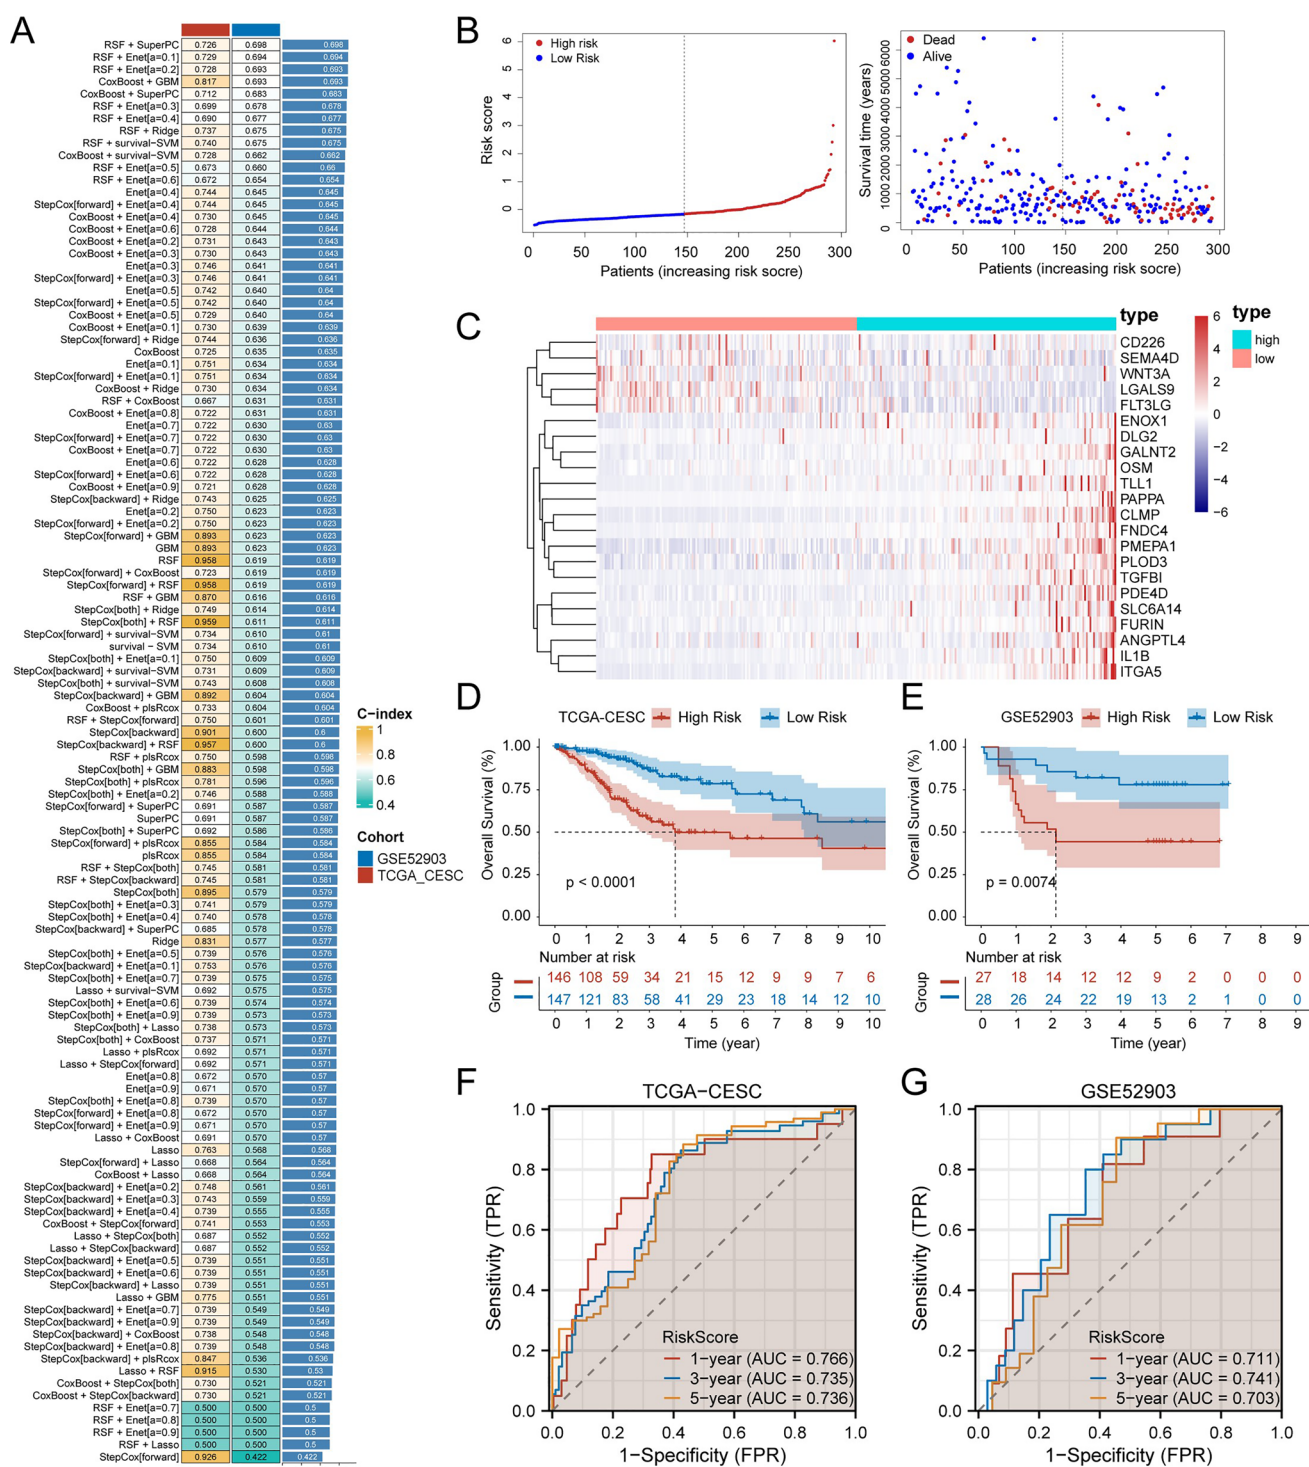 A
RSF + SuperPC 0.726 0.698 0.698
RSF + Enet[a=0.1] 0.729 0.694 0.694
RSF + Enet[a=0.2] 0.728 0.693 0.693
CoxBoost + GBM 0.817 0.693 0.693
CoxBoost + SuperPC 0.712 0.683 0.683
RSF + Enet[a=0.3] 0.699 0.678 0.678
RSF + Enet[a=0.4] 0.690 0.677 0.677
RSF + Ridge 0.737 0.675 0.675
RSF + survival−SVM 0.740 0.675 0.675
CoxBoost + survival−SVM 0.728 0.662 0.662
RSF + Enet[a=0.5] 0.673 0.660 0.66
RSF + Enet[a=0.6] 0.672 0.654 0.654
Enet[a=0.4] 0.744 0.645 0.645
StepCox[forward] + Enet[a=0.4] 0.744 0.645 0.645
CoxBoost + Enet[a=0.4] 0.730 0.645 0.645
CoxBoost + Enet[a=0.6] 0.728 0.644 0.644
CoxBoost + Enet[a=0.2] 0.731 0.643 0.643
CoxBoost + Enet[a=0.3] 0.730 0.643 0.643
Enet[a=0.3] 0.746 0.641 0.641
StepCox[forward] + Enet[a=0.3] 0.746 0.641 0.641
Enet[a=0.5] 0.742 0.640 0.64
StepCox[forward] + Enet[a=0.5] 0.742 0.640 0.64
CoxBoost + Enet[a=0.5] 0.729 0.640 0.64
CoxBoost + Enet[a=0.1] 0.730 0.639 0.639
StepCox[forward] + Ridge 0.744 0.636 0.636
CoxBoost 0.725 0.635 0.635
Enet[a=0.1] 0.751 0.634 0.634
StepCox[forward] + Enet[a=0.1] 0.751 0.634 0.634
CoxBoost + Ridge 0.730 0.634 0.634
RSF + CoxBoost 0.667 0.631 0.631
CoxBoost + Enet[a=0.8] 0.722 0.631 0.631
Enet[a=0.7] 0.722 0.630 0.63
StepCox[forward] + Enet[a=0.7] 0.722 0.630 0.63
CoxBoost + Enet[a=0.7] 0.722 0.630 0.63
Enet[a=0.6] 0.722 0.628 0.628
StepCox[forward] + Enet[a=0.6] 0.722 0.628 0.628
CoxBoost + Enet[a=0.9] 0.721 0.628 0.628
StepCox[backward] + Ridge 0.743 0.625 0.625
Enet[a=0.2] 0.750 0.623 0.623
StepCox[forward] + Enet[a=0.2] 0.750 0.623 0.623
StepCox[forward] + GBM 0.893 0.623 0.623
GBM 0.893 0.623 0.623
RSF 0.958 0.619 0.619
StepCox[forward] + CoxBoost 0.723 0.619 0.619
StepCox[forward] + RSF 0.958 0.619 0.619
RSF + GBM 0.870 0.616 0.616
StepCox[both] + Ridge 0.749 0.614 0.614
StepCox[both] + RSF 0.959 0.611 0.611
StepCox[forward] + survival−SVM 0.734 0.610 0.61
survival − SVM 0.734 0.610 0.61
StepCox[both] + Enet[a=0.1] 0.750 0.609 0.609
StepCox[backward] + survival−SVM 0.731 0.609 0.609
StepCox[both] + survival−SVM 0.743 0.608 0.608
StepCox[backward] + GBM 0.892 0.604 0.604
CoxBoost + plsRcox 0.733 0.604 0.604
RSF + StepCox[forward] 0.750 0.601 0.601
StepCox[backward] 0.901 0.600 0.6
StepCox[backward] + RSF 0.957 0.600 0.6
RSF + plsRcox 0.750 0.598 0.598
StepCox[both] + GBM 0.883 0.598 0.598
StepCox[both] + plsRcox 0.781 0.596 0.596
StepCox[both] + Enet[a=0.2] 0.746 0.588 0.588
StepCox[forward] + SuperPC 0.691 0.587 0.587
SuperPC 0.691 0.587 0.587
StepCox[both] + SuperPC 0.692 0.586 0.586
StepCox[forward] + plsRcox 0.855 0.584 0.584
plsRcox 0.855 0.584 0.584
RSF + StepCox[both] 0.745 0.581 0.581
RSF + StepCox[backward] 0.745 0.581 0.581
StepCox[both] 0.895 0.579 0.579
StepCox[both] + Enet[a=0.3] 0.741 0.579 0.579
StepCox[both] + Enet[a=0.4] 0.740 0.578 0.578
StepCox[backward] + SuperPC 0.685 0.578 0.578
Ridge 0.831 0.577 0.577
StepCox[both] + Enet[a=0.5] 0.739 0.576 0.576
StepCox[backward] + Enet[a=0.1] 0.753 0.576 0.576
StepCox[both] + Enet[a=0.7] 0.739 0.575 0.575
Lasso + survival−SVM 0.692 0.575 0.575
StepCox[both] + Enet[a=0.6] 0.739 0.574 0.574
StepCox[both] + Enet[a=0.9] 0.739 0.573 0.573
StepCox[both] + Lasso 0.738 0.573 0.573
StepCox[both] + CoxBoost 0.737 0.571 0.571
Lasso + plsRcox 0.692 0.571 0.571
Lasso + StepCox[forward] 0.692 0.571 0.571
Enet[a=0.8] 0.672 0.570 0.57
Enet[a=0.9] 0.671 0.570 0.57
StepCox[both] + Enet[a=0.8] 0.739 0.570 0.57
StepCox[forward] + Enet[a=0.8] 0.672 0.570 0.57
StepCox[forward] + Enet[a=0.9] 0.671 0.570 0.57
Lasso + CoxBoost 0.691 0.570 0.57
Lasso 0.763 0.568 0.568
StepCox[forward] + Lasso 0.668 0.564 0.564
CoxBoost + Lasso 0.668 0.564 0.564
StepCox[backward] + Enet[a=0.2] 0.748 0.561 0.561
StepCox[backward] + Enet[a=0.3] 0.743 0.559 0.559
StepCox[backward] + Enet[a=0.4] 0.739 0.555 0.555
CoxBoost + StepCox[forward] 0.741 0.553 0.553
Lasso + StepCox[both] 0.687 0.552 0.552
Lasso + StepCox[backward] 0.687 0.552 0.552
StepCox[backward] + Enet[a=0.5] 0.739 0.551 0.551
StepCox[backward] + Enet[a=0.6] 0.739 0.551 0.551
StepCox[backward] + Lasso 0.739 0.551 0.551
Lasso + GBM 0.775 0.551 0.551
StepCox[backward] + Enet[a=0.7] 0.739 0.549 0.549
StepCox[backward] + Enet[a=0.9] 0.739 0.549 0.549
StepCox[backward] + CoxBoost 0.738 0.548 0.548
StepCox[backward] + Enet[a=0.8] 0.739 0.548 0.548
StepCox[backward] + plsRcox 0.847 0.536 0.536
Lasso + RSF 0.915 0.530 0.53
CoxBoost + StepCox[both] 0.730 0.521 0.521
CoxBoost + StepCox[backward] 0.730 0.521 0.521
RSF + Enet[a=0.7] 0.500 0.500 0.5
RSF + Enet[a=0.8] 0.500 0.500 0.5
RSF + Enet[a=0.9] 0.500 0.500 0.5
RSF + Lasso 0.500 0.500 0.5
StepCox[forward] 0.926 0.422 0.422
C−index
1
0.8
0.6
0.4
Cohort
GSE52903
TCGA_CESC
B
Risk score
6
5
4
3
2
1
0
High risk
Low Risk
0 50 100 150 200 250 300
Patients (increasing risk socre)
Survival time (years)
6000
5000
4000
3000
2000
1000
0
Dead
Alive
0 50 100 150 200 250 300
Patients (increasing risk socre)
C
type
CD226
SEMA4D
WNT3A
LGALS9
FLT3LG
ENOX1
DLG2
GALNT2
OSM
TLL1
PAPPA
CLMP
FNDC4
PMEPA1
PLOD3
TGFBI
PDE4D
SLC6A14
FURIN
ANGPTL4
IL1B
ITGA5
6
4
2
0
−2
−4
−6
type
high
low
D
TCGA−CESC High Risk Low Risk
Overall Survival (%)
1.00
0.75
0.50
0.25
0.00
p < 0.0001
0 1 2 3 4 5 6 7 8 9 10
Number at risk
Group
146 108 59 34 21 15 12 9 9 7 6
147 121 83 58 41 29 23 18 14 12 10
0 1 2 3 4 5 6 7 8 9 10
Time (year)
E
GSE52903 High Risk Low Risk
Overall Survival (%)
1.00
0.75
0.50
0.25
0.00
p = 0.0074
0 1 2 3 4 5 6 7 8 9
Number at risk
Group
27 18 14 12 12 9 2 0 0 0
28 26 24 22 19 13 2 1 0 0
0 1 2 3 4 5 6 7 8 9
Time (year)
F
TCGA−CESC
Sensitivity (TPR)
1.0
0.8
0.6
0.4
0.2
0.0
RiskScore
1−year (AUC = 0.766)
3−year (AUC = 0.735)
5−year (AUC = 0.736)
0.0 0.2 0.4 0.6 0.8 1.0
1−Specificity (FPR)
G
GSE52903
Sensitivity (TPR)
1.0
0.8
0.6
0.4
0.2
0.0
RiskScore
1−year (AUC = 0.711)
3−year (AUC = 0.741)
5−year (AUC = 0.703)
0.0 0.2 0.4 0.6 0.8 1.0
1−Specificity (FPR)